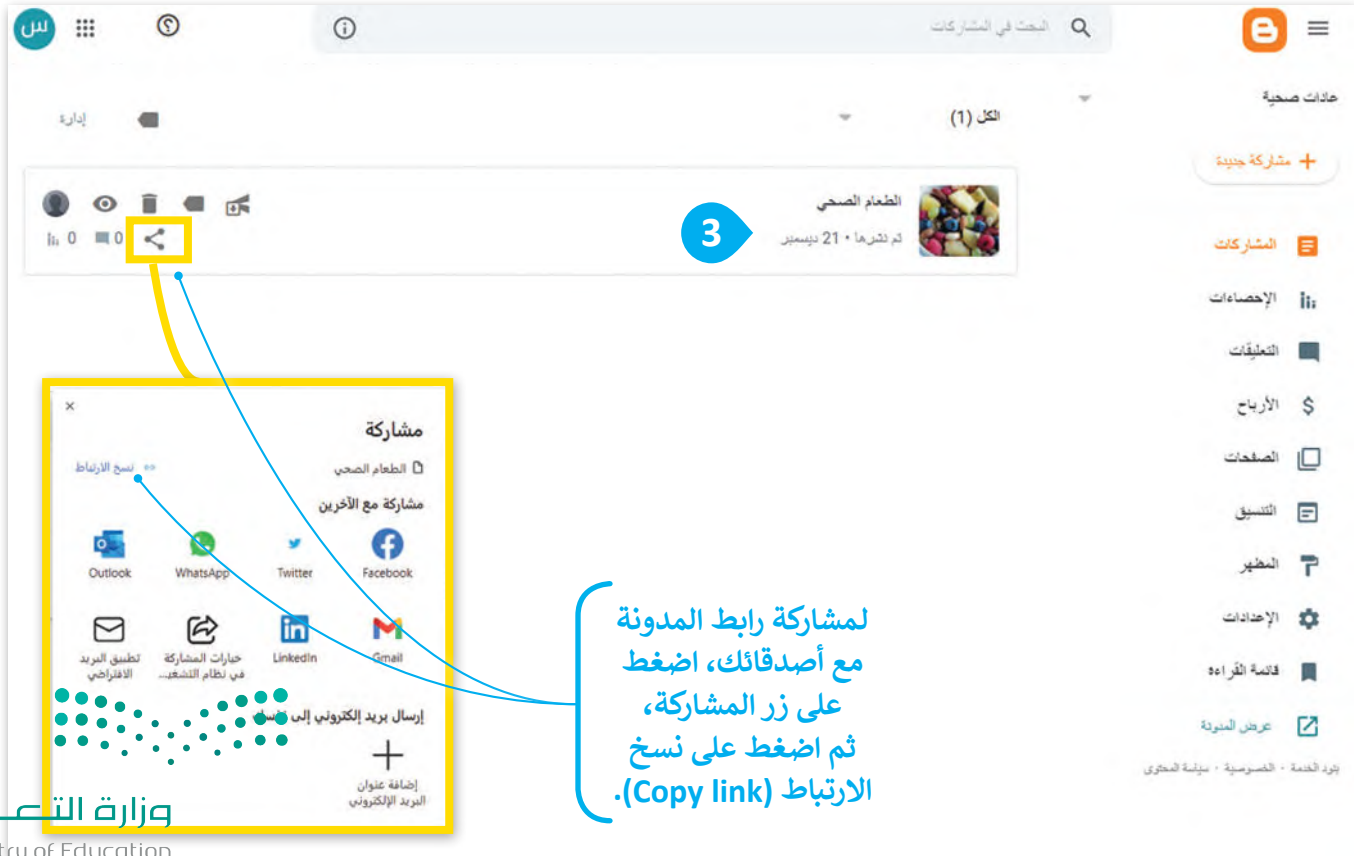 س
البحث في المشاركات
عادات صحية
الكل (1)
إدارة
مشاركة جديدة
الطعام الصحي
تم نشرها • 21 ديسمبر
3
0
0
المشاركات
الإحصاءات
التعليقات
الأرباح
الصفحات
التنسيق
المظهر
الإعدادات
قائمة القراءة
عرض المدونة
بنود الخدمة • الخصوصية • سياسة المحتوى
مشاركة
الطعام الصحي
نسخ الارتباط
مشاركة مع الآخرين
Facebook
Twitter
WhatsApp
Outlook
Gmail
LinkedIn
خيارات المشاركة
في نظام التشغيـ...
تطبيق البريد
الافتراضي
إرسال بريد إلكتروني إلى
إضافة عنوان
البريد الإلكتروني
لمشاركة رابط المدونة
مع أصدقائك، اضغط
على زر المشاركة،
ثم اضغط على نسخ
الارتباط (Copy link).
وزارة التعـ
try of Education